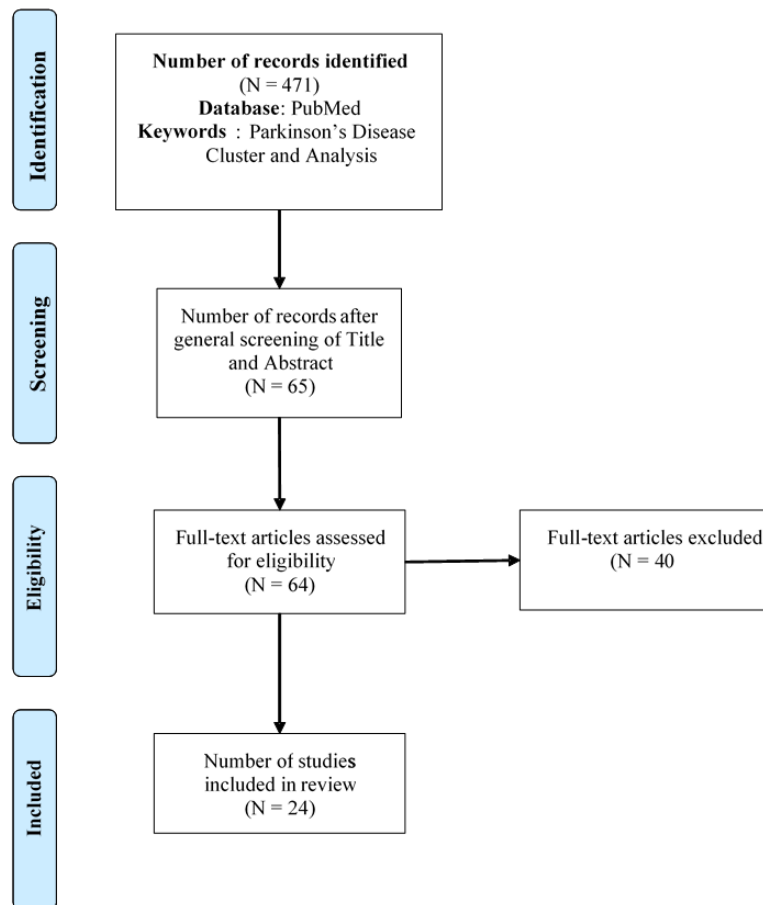 Identification
Number of records identified
(N = 471)
Database: PubMed
Keywords : Parkinson's Disease
Cluster and Analysis
Screening
Number of records after
general screening of Title
and Abstract
(N = 65)
Eligibility
Full-text articles assessed
for eligibility
(N = 64)
Full-text articles excluded
(N = 40
Included
Number of studies
included in review
(N = 24)